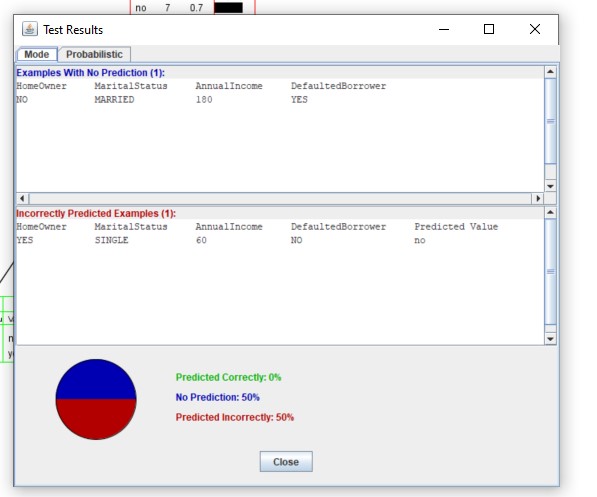 no 7 0.7
Test Results
Mode Probabilistic
Examples With No Prediction (1):
HomeOwner MaritalStatus AnnualIncome DefaultedBorrower
NO MARRIED 180 YES
Incorrectly Predicted Examples (1):
HomeOwner MaritalStatus AnnualIncome DefaultedBorrower Predicted Value
YES SINGLE 60 NO no
Predicted Correctly: 0%
No Prediction: 50%
Predicted Incorrectly: 50%
Close